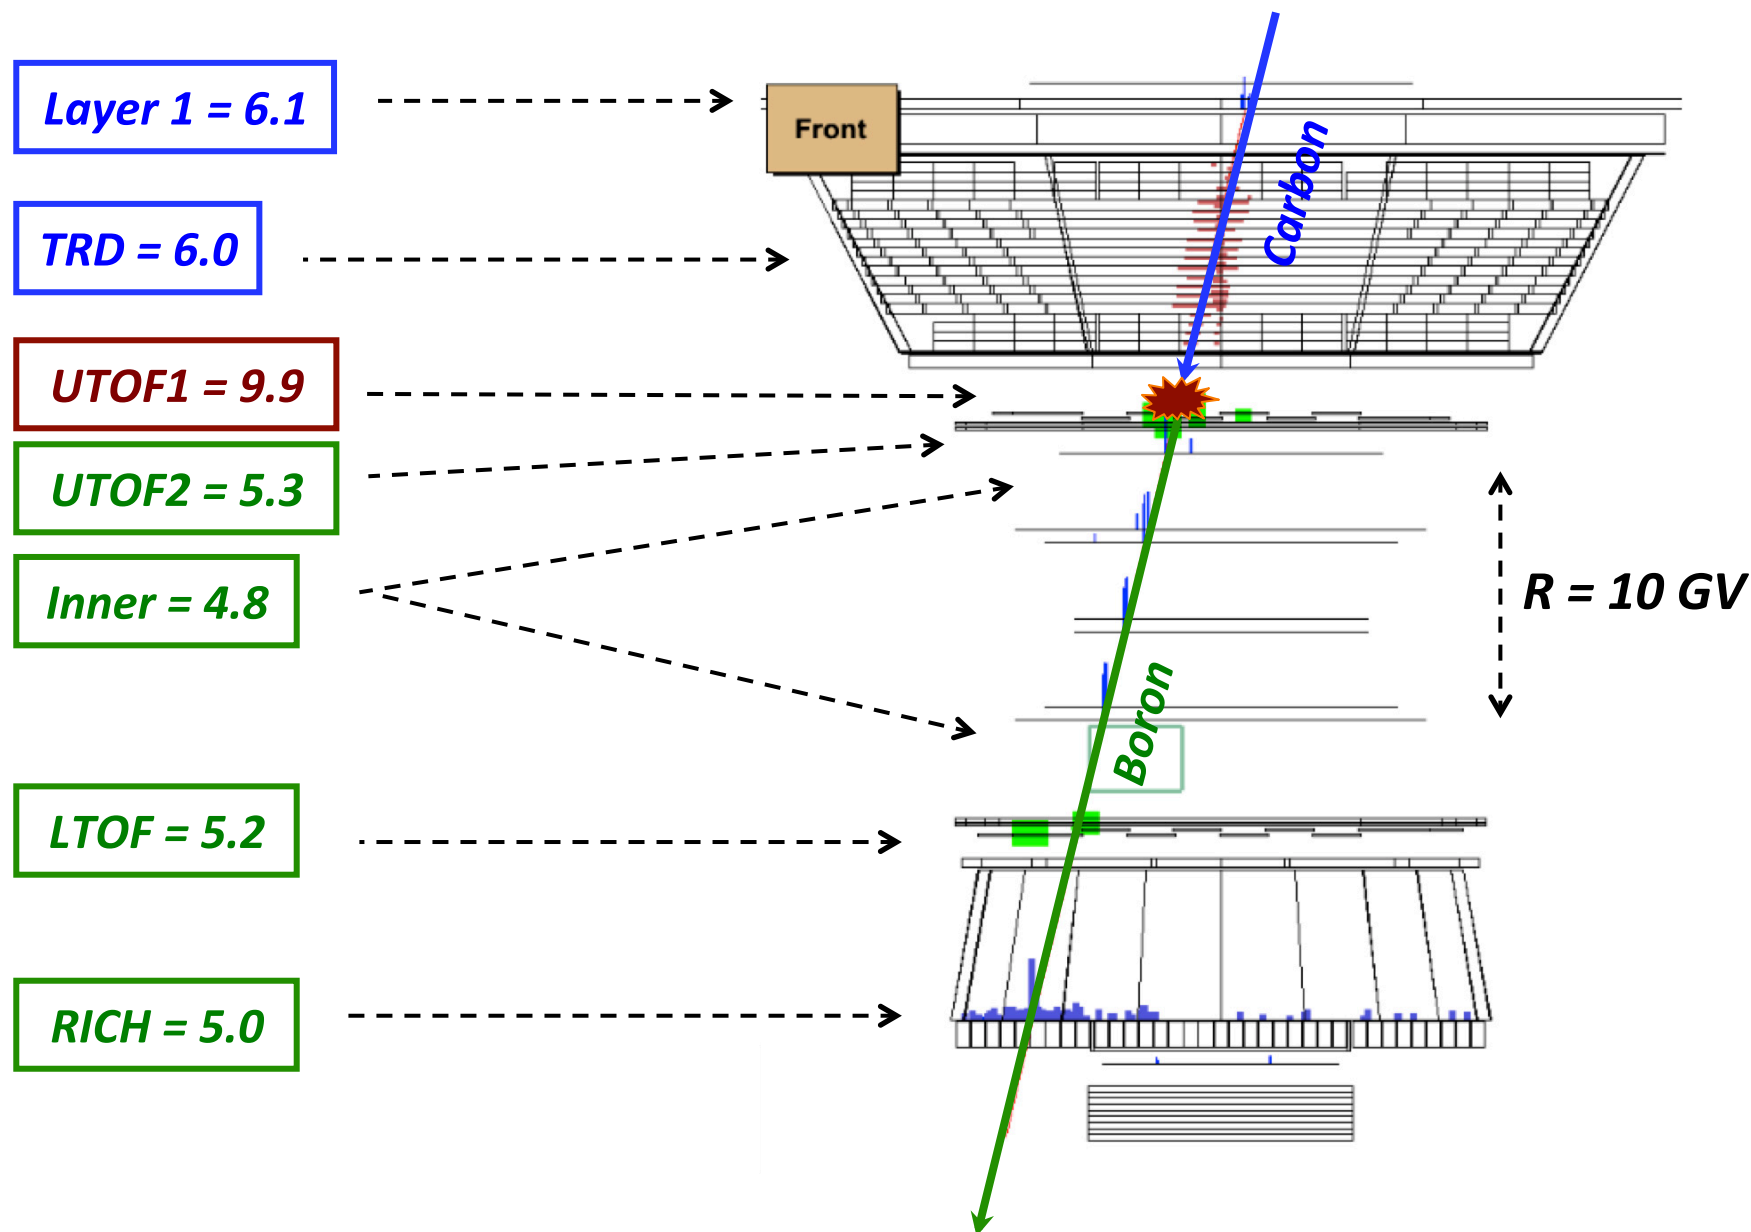 Layer 1 = 6.1
Front
Carbon
TRD = 6.0
UTOF1 = 9.9
UTOF2 = 5.3
Inner = 4.8
R = 10 GV
Boron
LTOF = 5.2
RICH = 5.0